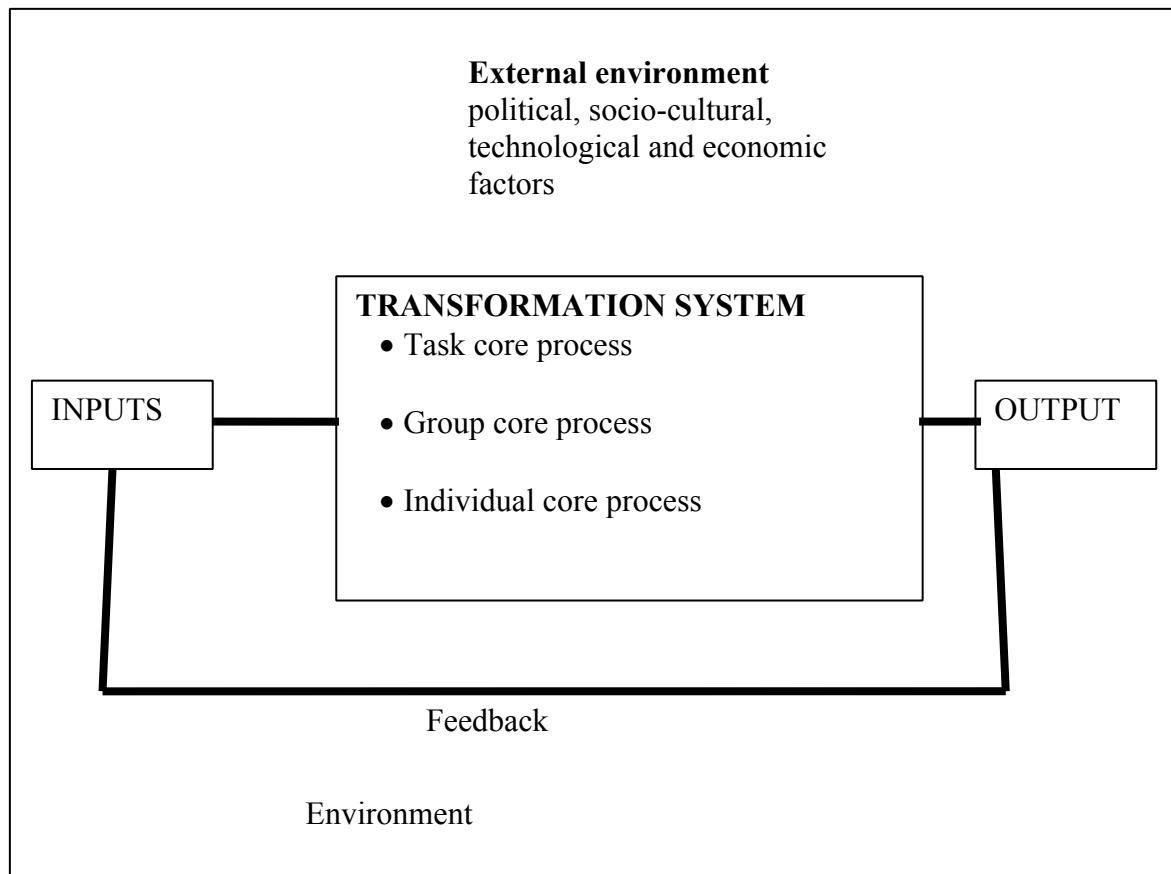 External environment
political, socio-cultural,
technological and economic
factors
TRANSFORMATION SYSTEM
• Task core process
INPUTS
OUTPUT
• Group core process
• Individual core process
Feedback
Environment